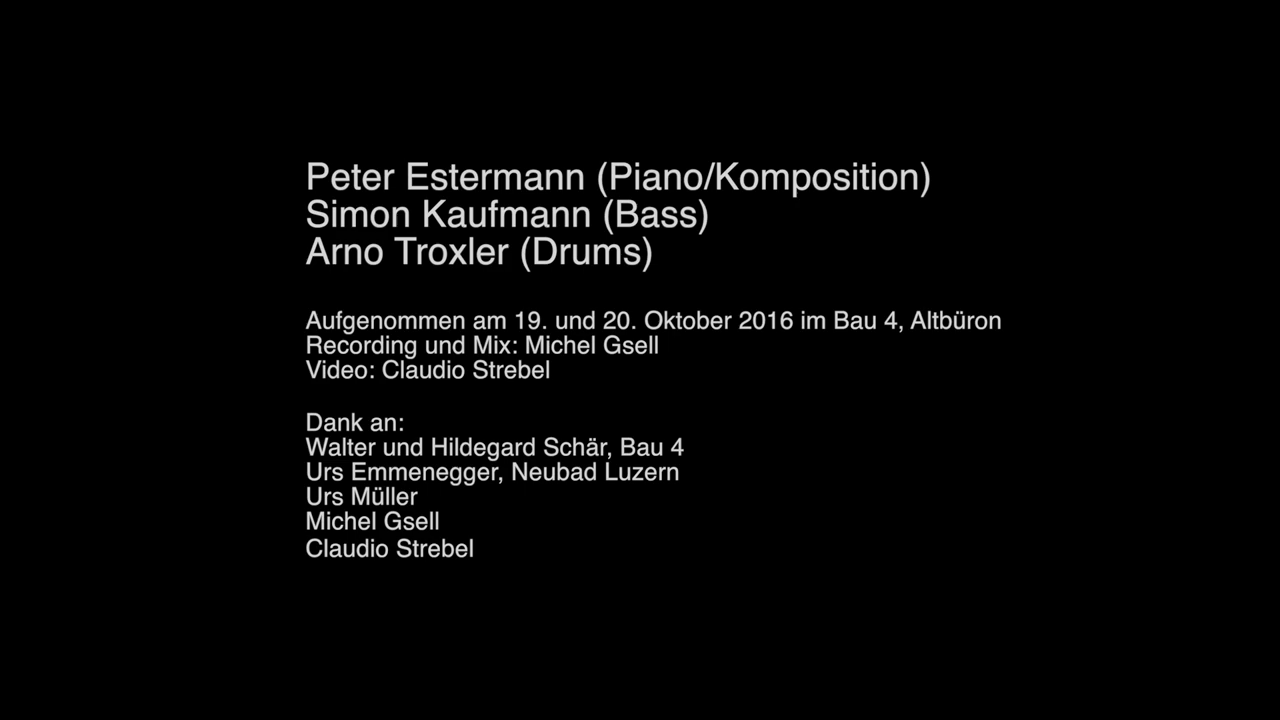 Peter Estermann (Piano/Komposition)
Simon Kaufmann (Bass)
Arno Troxler (Drums)
Aufgenommen am 19. und 20. Oktober 2016 im Bau 4, Altbüron
Recording und Mix: Michel Gsell
Video: Claudio Strebel
Dank an:
Walter und Hildegard Schär, Bau 4
Urs Emmenegger, Neubad Luzern
Urs Müller
Michel Gsell
Claudio Strebel